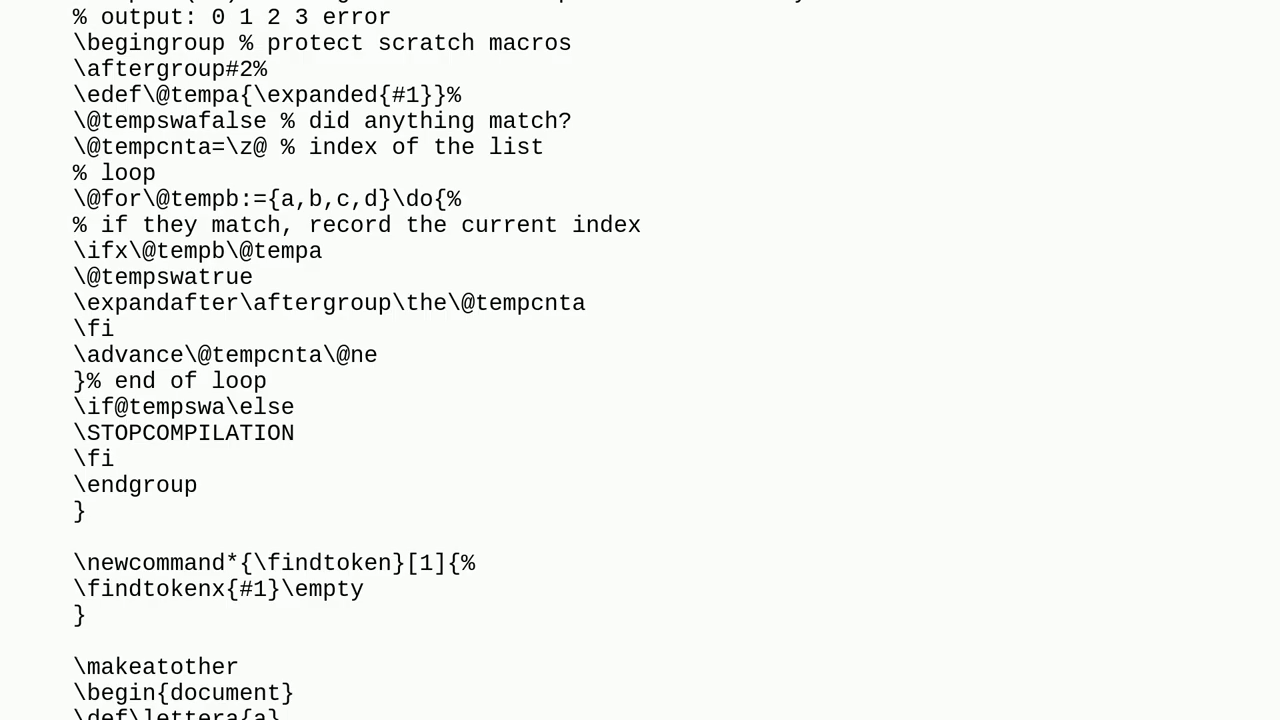 % output: 0 1 2 3 error
\begingroup % protect scratch macros
\aftergroup#2%
\edef\@tempa{\expanded{#1}}%
\@tempswafalse % did anything match?
\@tempcnta=\z@ % index of the list
% loop
\@for\@tempb:={a,b,c,d}\do{%
% if they match, record the current index
\ifx\@tempb\@tempa
\@tempswatrue
\expandafter\aftergroup\the\@tempcnta
\fi
\advance\@tempcnta\@ne
}% end of loop
\if@tempswa\else
\STOPCOMPILATION
\fi
\endgroup
}
\newcommand*{\findtoken}[1]{%
\findtokenx{#1}\empty
}
\makeatother
\begin{document}
\def\lettera{a}